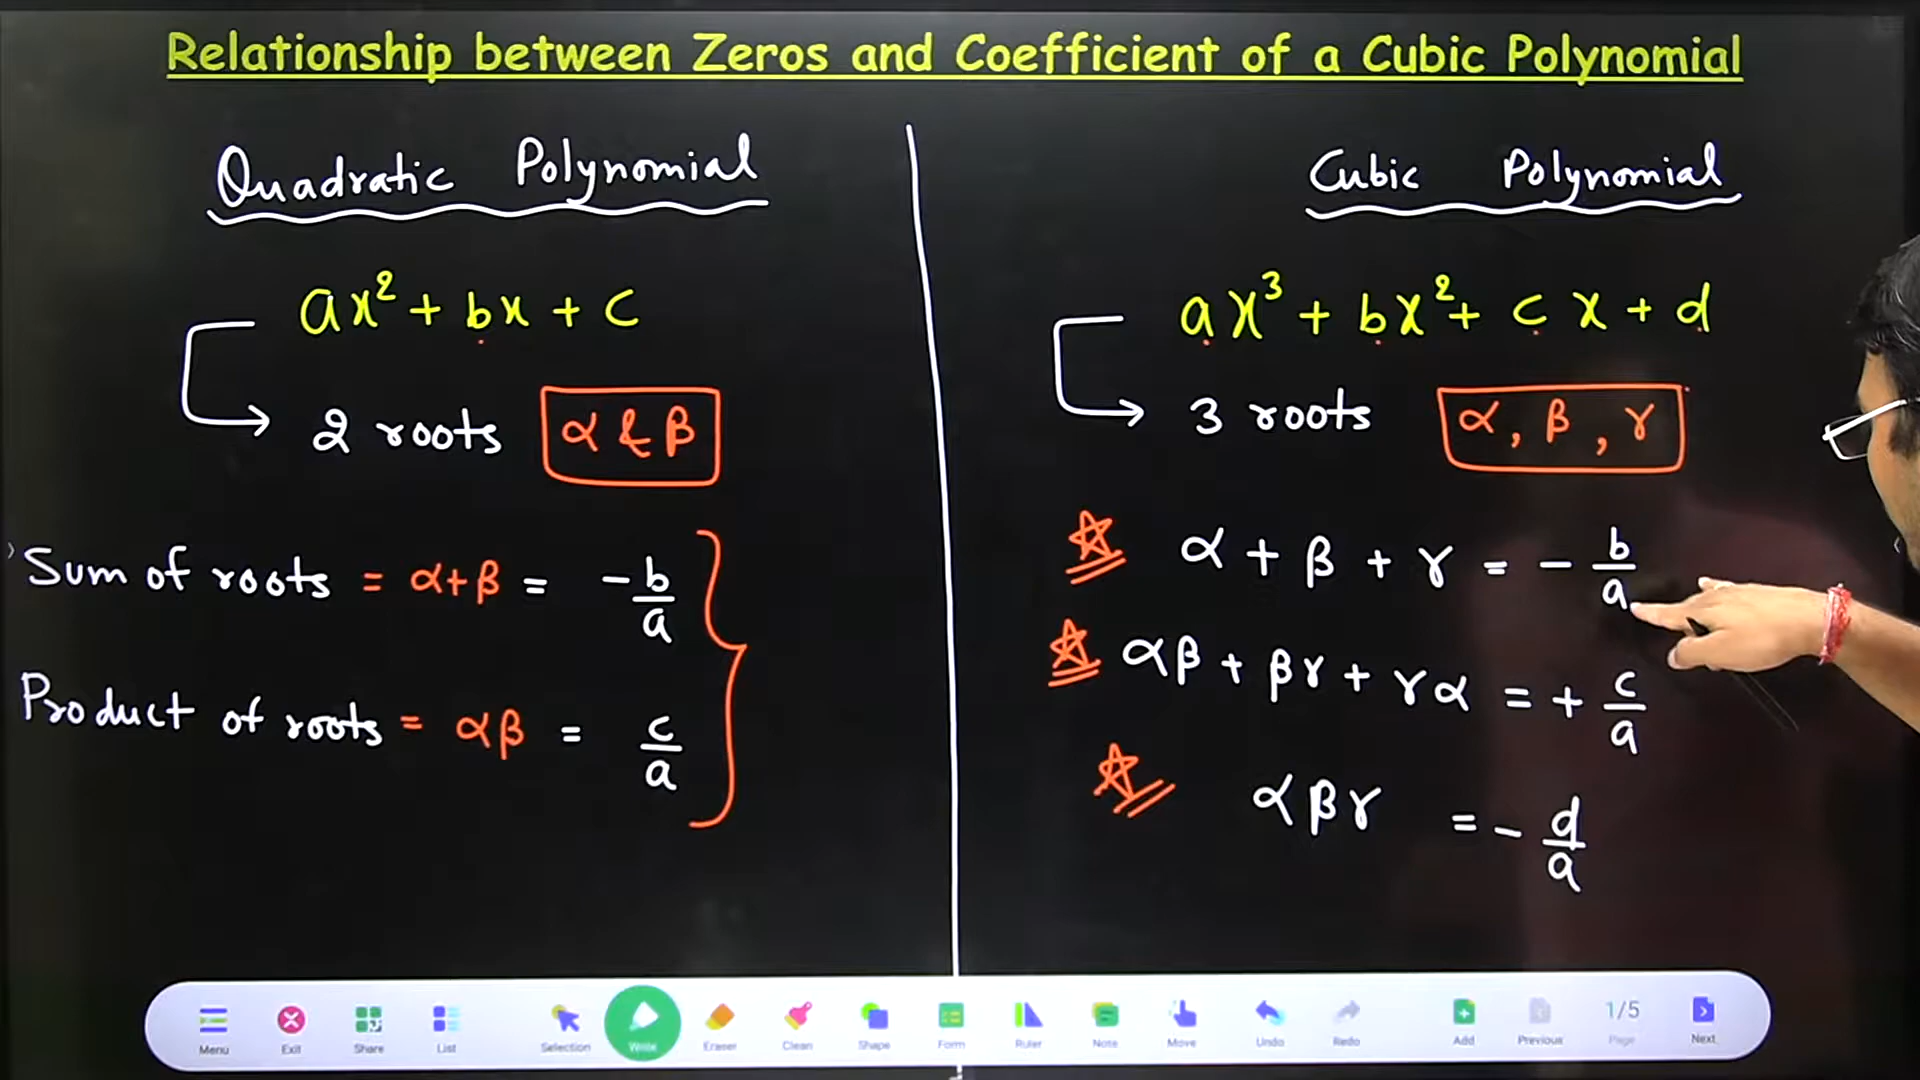 Relationship between Zeros and Coefficient of a Cubic Polynomial
Quadratic Polynomial
ax² + bx + c
2 roots α & β
Sum of roots = α+β = -b/a
Product of roots = αβ = c/a
Cubic Polynomial
ax³ + bx² + cx + d
3 roots α, β, γ
α + β + γ = - b/a
αβ + βγ + γα = + c/a
αβγ = - d/a
Menu Exit Share List Selection Write Eraser Clean Shape Form Ruler Note Move Undo Redo Add Previous 1/5 Page Next